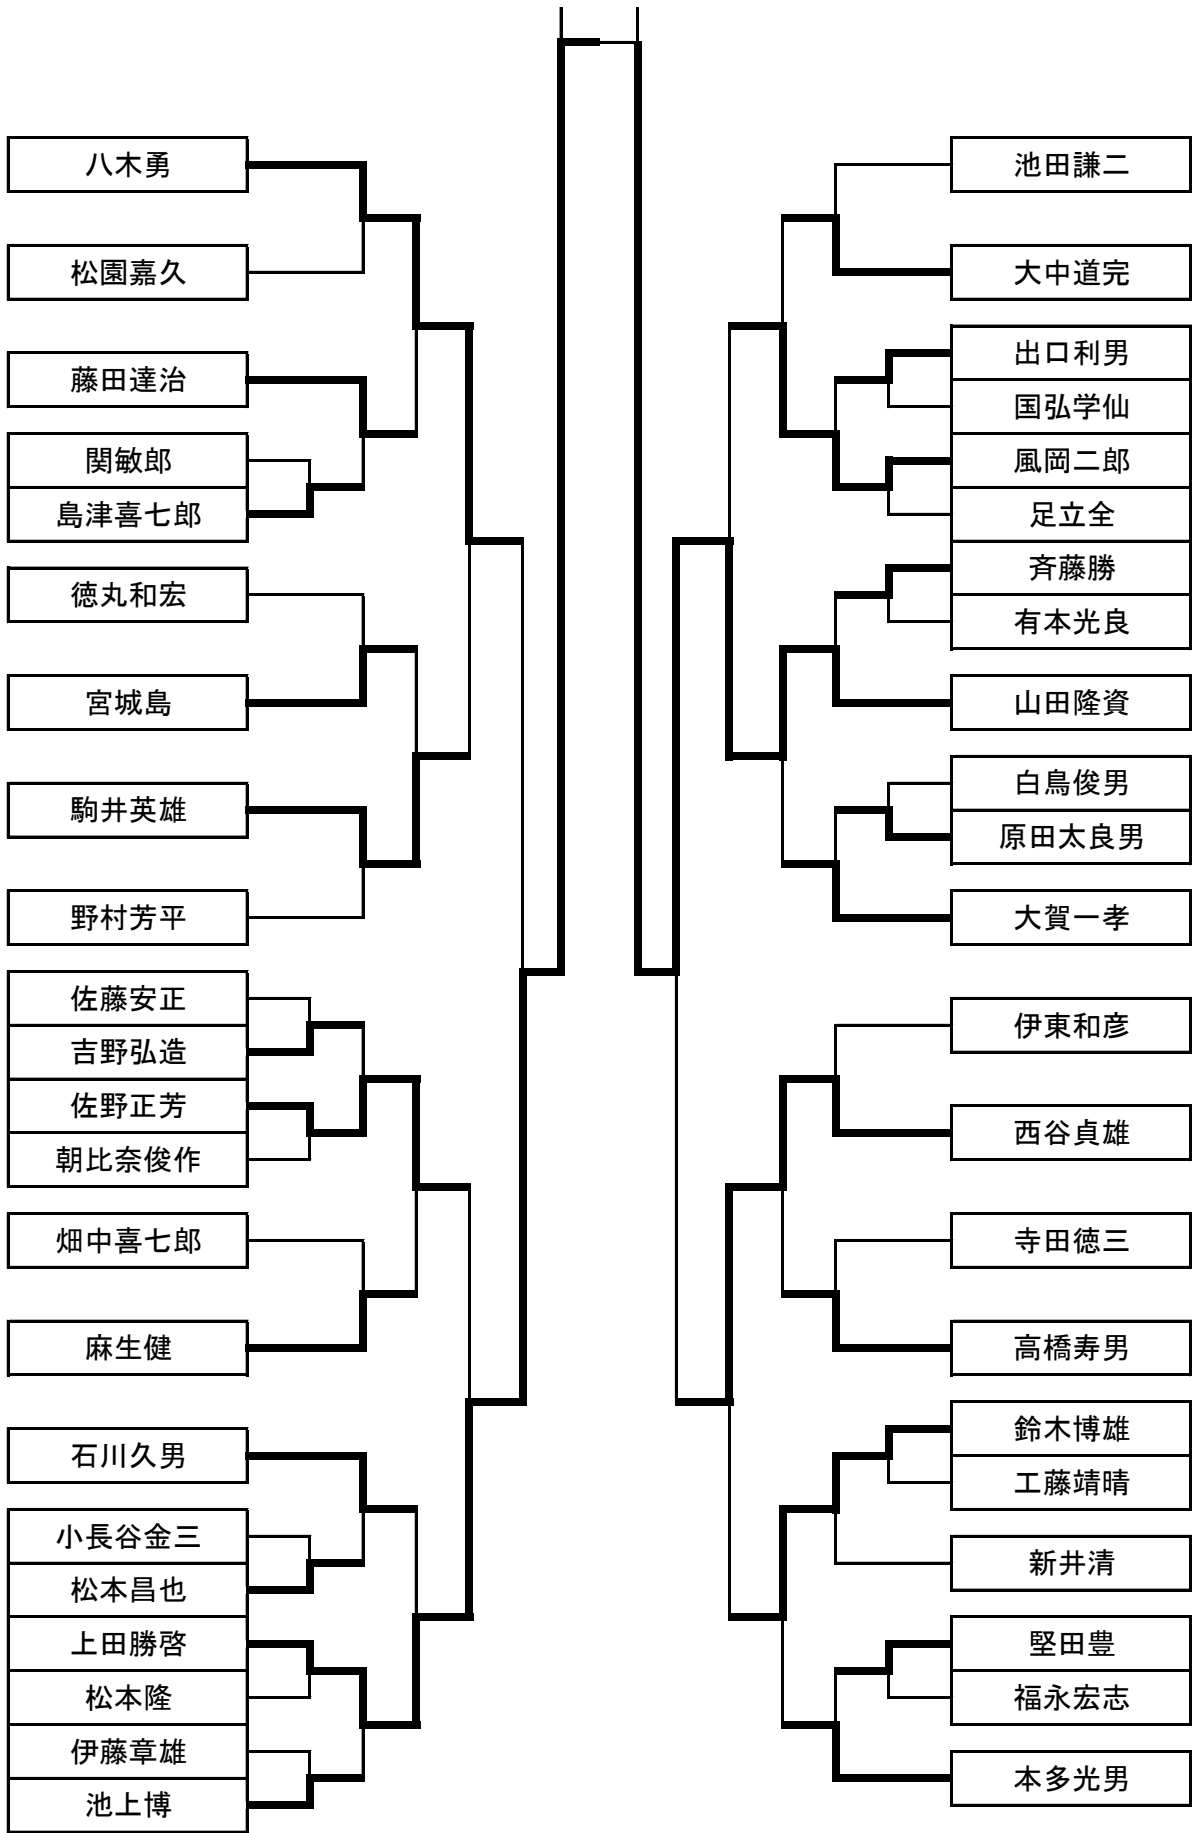 八木勇
松園嘉久
藤田達治
関敏郎
島津喜七郎
徳丸和宏
宮城島
駒井英雄
野村芳平
佐藤安正
吉野弘造
佐野正芳
朝比奈俊作
畑中喜七郎
麻生健
石川久男
小長谷金三
松本昌也
上田勝啓
松本隆
伊藤章雄
池上博
池田謙二
大中道完
出口利男
国弘学仙
風岡二郎
足立全
斉藤勝
有本光良
山田隆資
白鳥俊男
原田太良男
大賀一孝
伊東和彦
西谷貞雄
寺田徳三
高橋寿男
鈴木博雄
工藤靖晴
新井清
堅田豊
福永宏志
本多光男